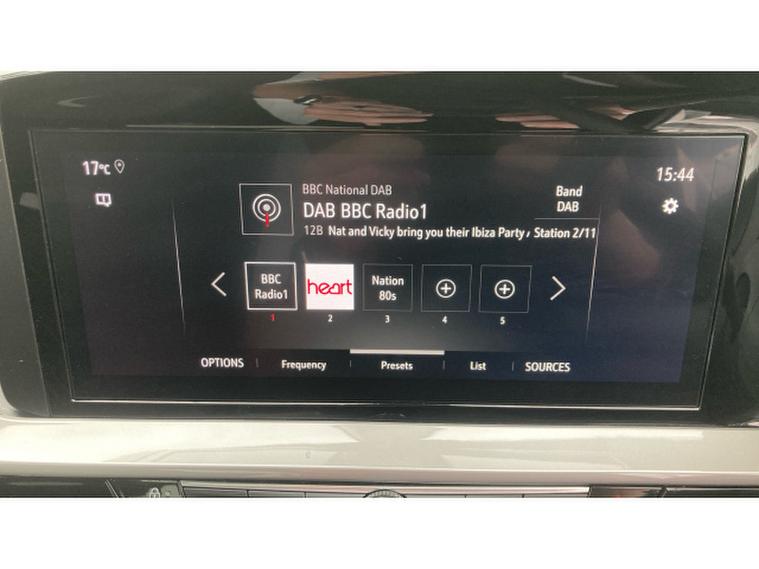 17°C
15:44
BBC National DAB
DAB BBC Radio1
12B Nat and Vicky bring you their Ibiza Party
Band
DAB
Station 2/11
BBC
Radio1
heart
Nation
80s
1
2
3
4
5
OPTIONS
Frequency
Presets
List
SOURCES